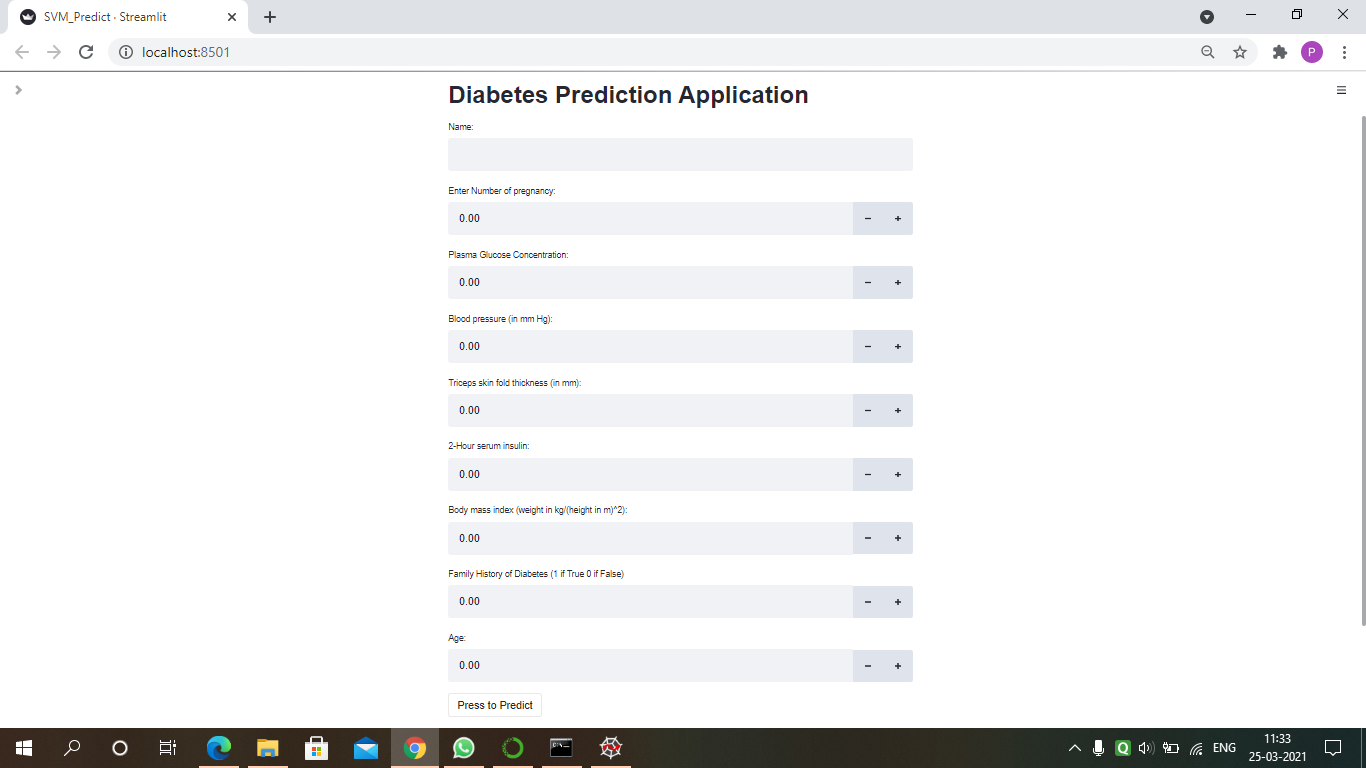 SVM_Predict · Streamlit
localhost:8501
P
Diabetes Prediction Application
Name:
Enter Number of pregnancy:
0.00
Plasma Glucose Concentration:
0.00
Blood pressure (in mm Hg):
0.00
Triceps skin fold thickness (in mm):
0.00
2-Hour serum insulin:
0.00
Body mass index (weight in kg/(height in m)^2):
0.00
Family History of Diabetes (1 if True 0 if False)
0.00
Age:
0.00
Press to Predict
ENG
11:33
25-03-2021